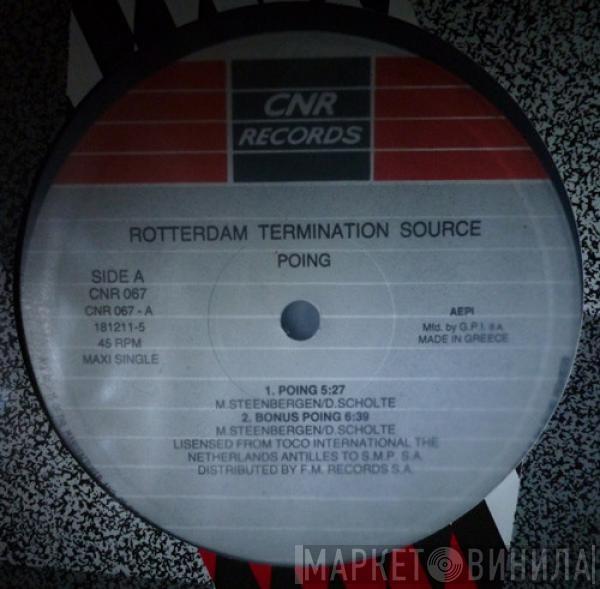 CNR
RECORDS
ROTTERDAM TERMINATION SOURCE
POING
SIDE A
CNR 067
CNR 067 - A
181211-5
45 RPM
MAXI SINGLE
AEPI
Mfd. by G.P.I. s.a.
MADE IN GREECE
1. POING 5:27
M.STEENBERGEN/D.SCHOLTE
2. BONUS POING 6:39
M.STEENBERGEN/D.SCHOLTE
LISENSED FROM TOCO INTERNATIONAL THE
NETHERLANDS ANTILLES TO S.M.P. S.A.
DISTRIBUTED BY F.M. RECORDS S.A.
МАРКЕТ ВИНИЛА